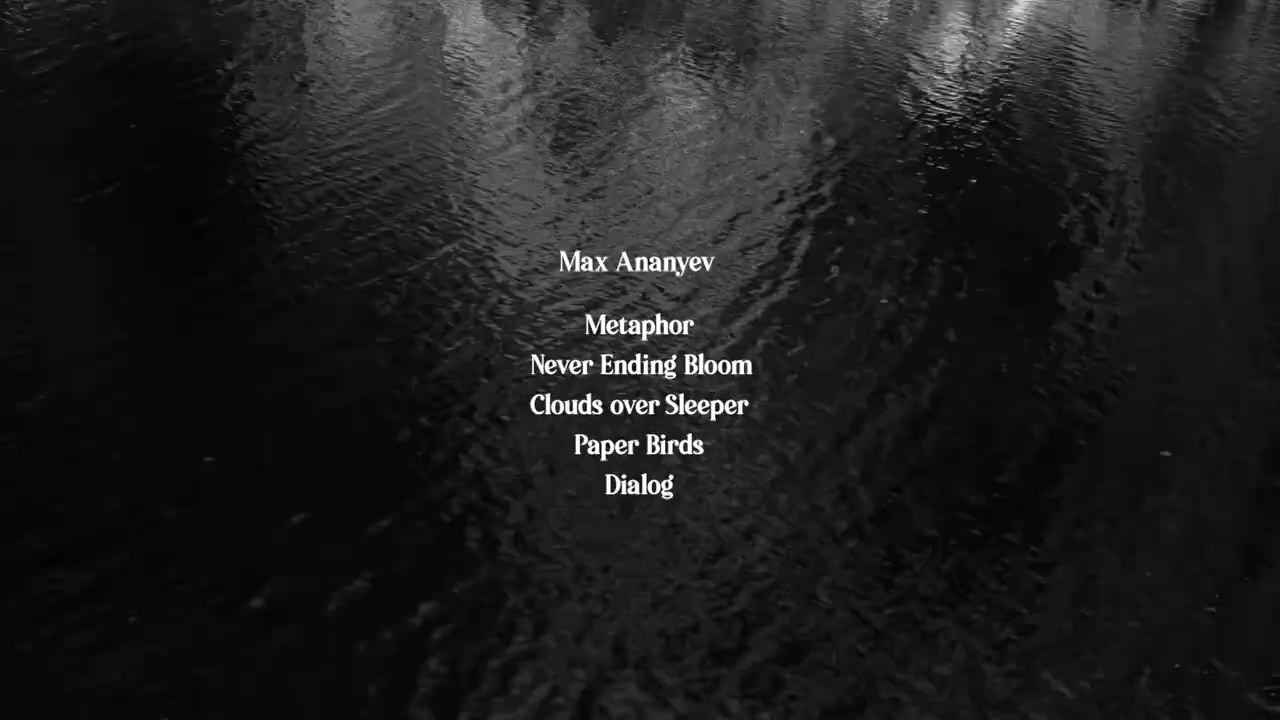 Max Ananyev
Metaphor
Never Ending Bloom
Clouds over Sleeper
Paper Birds
Dialog